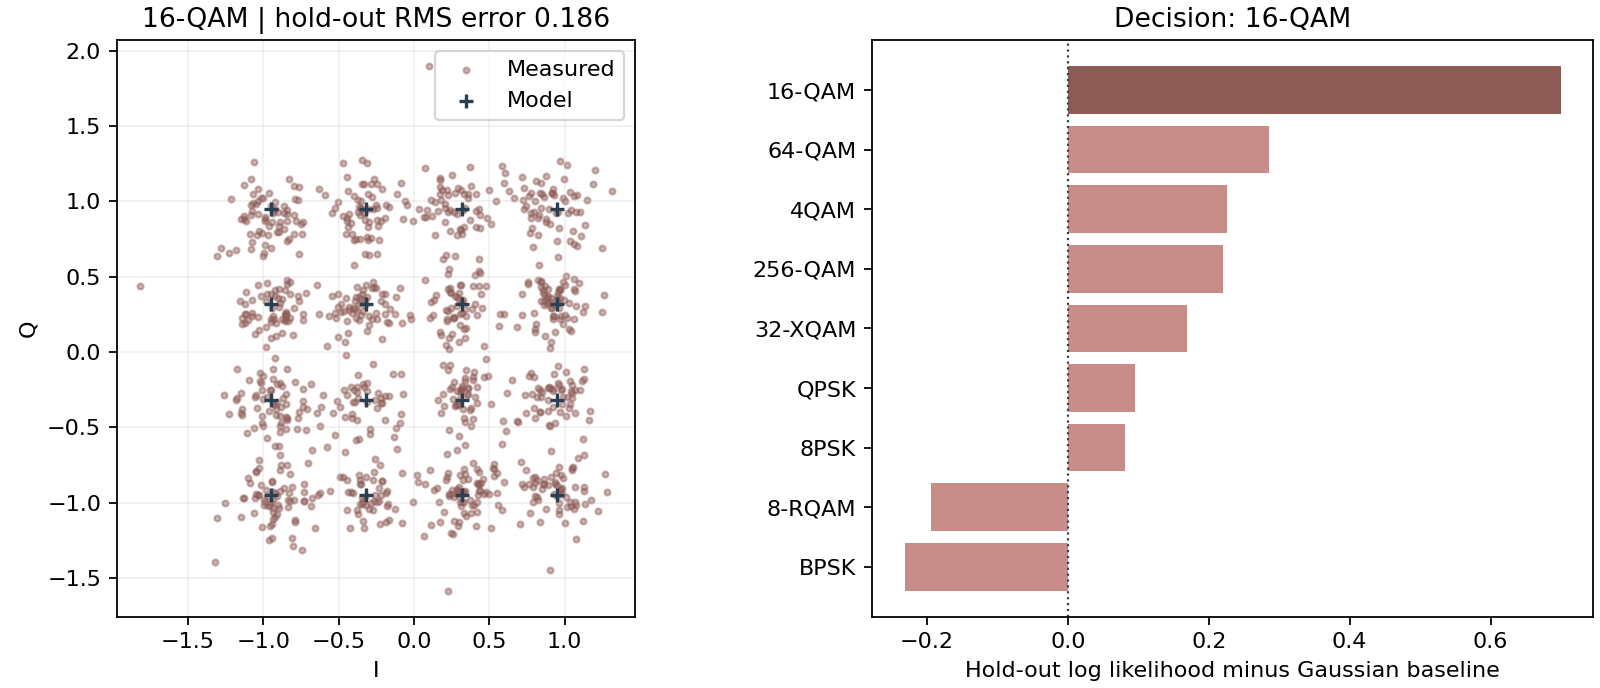 16-QAM | hold-out RMS error 0.186
Measured
Model
2.0
1.5
1.0
0.5
0.0
−0.5
−1.0
−1.5
Q
−1.5
−1.0
−0.5
0.0
0.5
1.0
I
Decision: 16-QAM
16-QAM
64-QAM
4QAM
256-QAM
32-XQAM
QPSK
8PSK
8-RQAM
BPSK
−0.2
0.0
0.2
0.4
0.6
Hold-out log likelihood minus Gaussian baseline